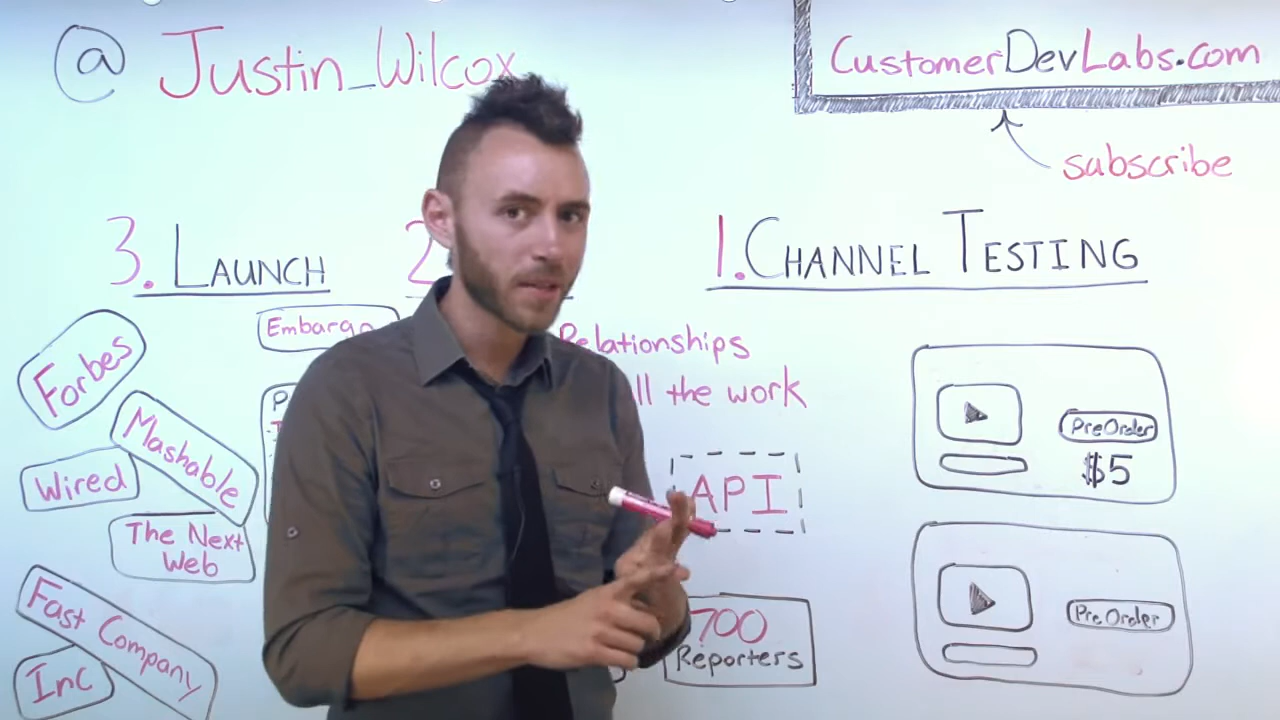 @ Justin_Wilcox
CustomerDevLabs.com
subscribe
3. LAUNCH
2
1. CHANNEL TESTING
Embargo
Relationships
all the work
Forbes
Mashable
Wired
The Next
Web
Fast Company
Inc
API
700
Reporters
PreOrder
$5
PreOrder